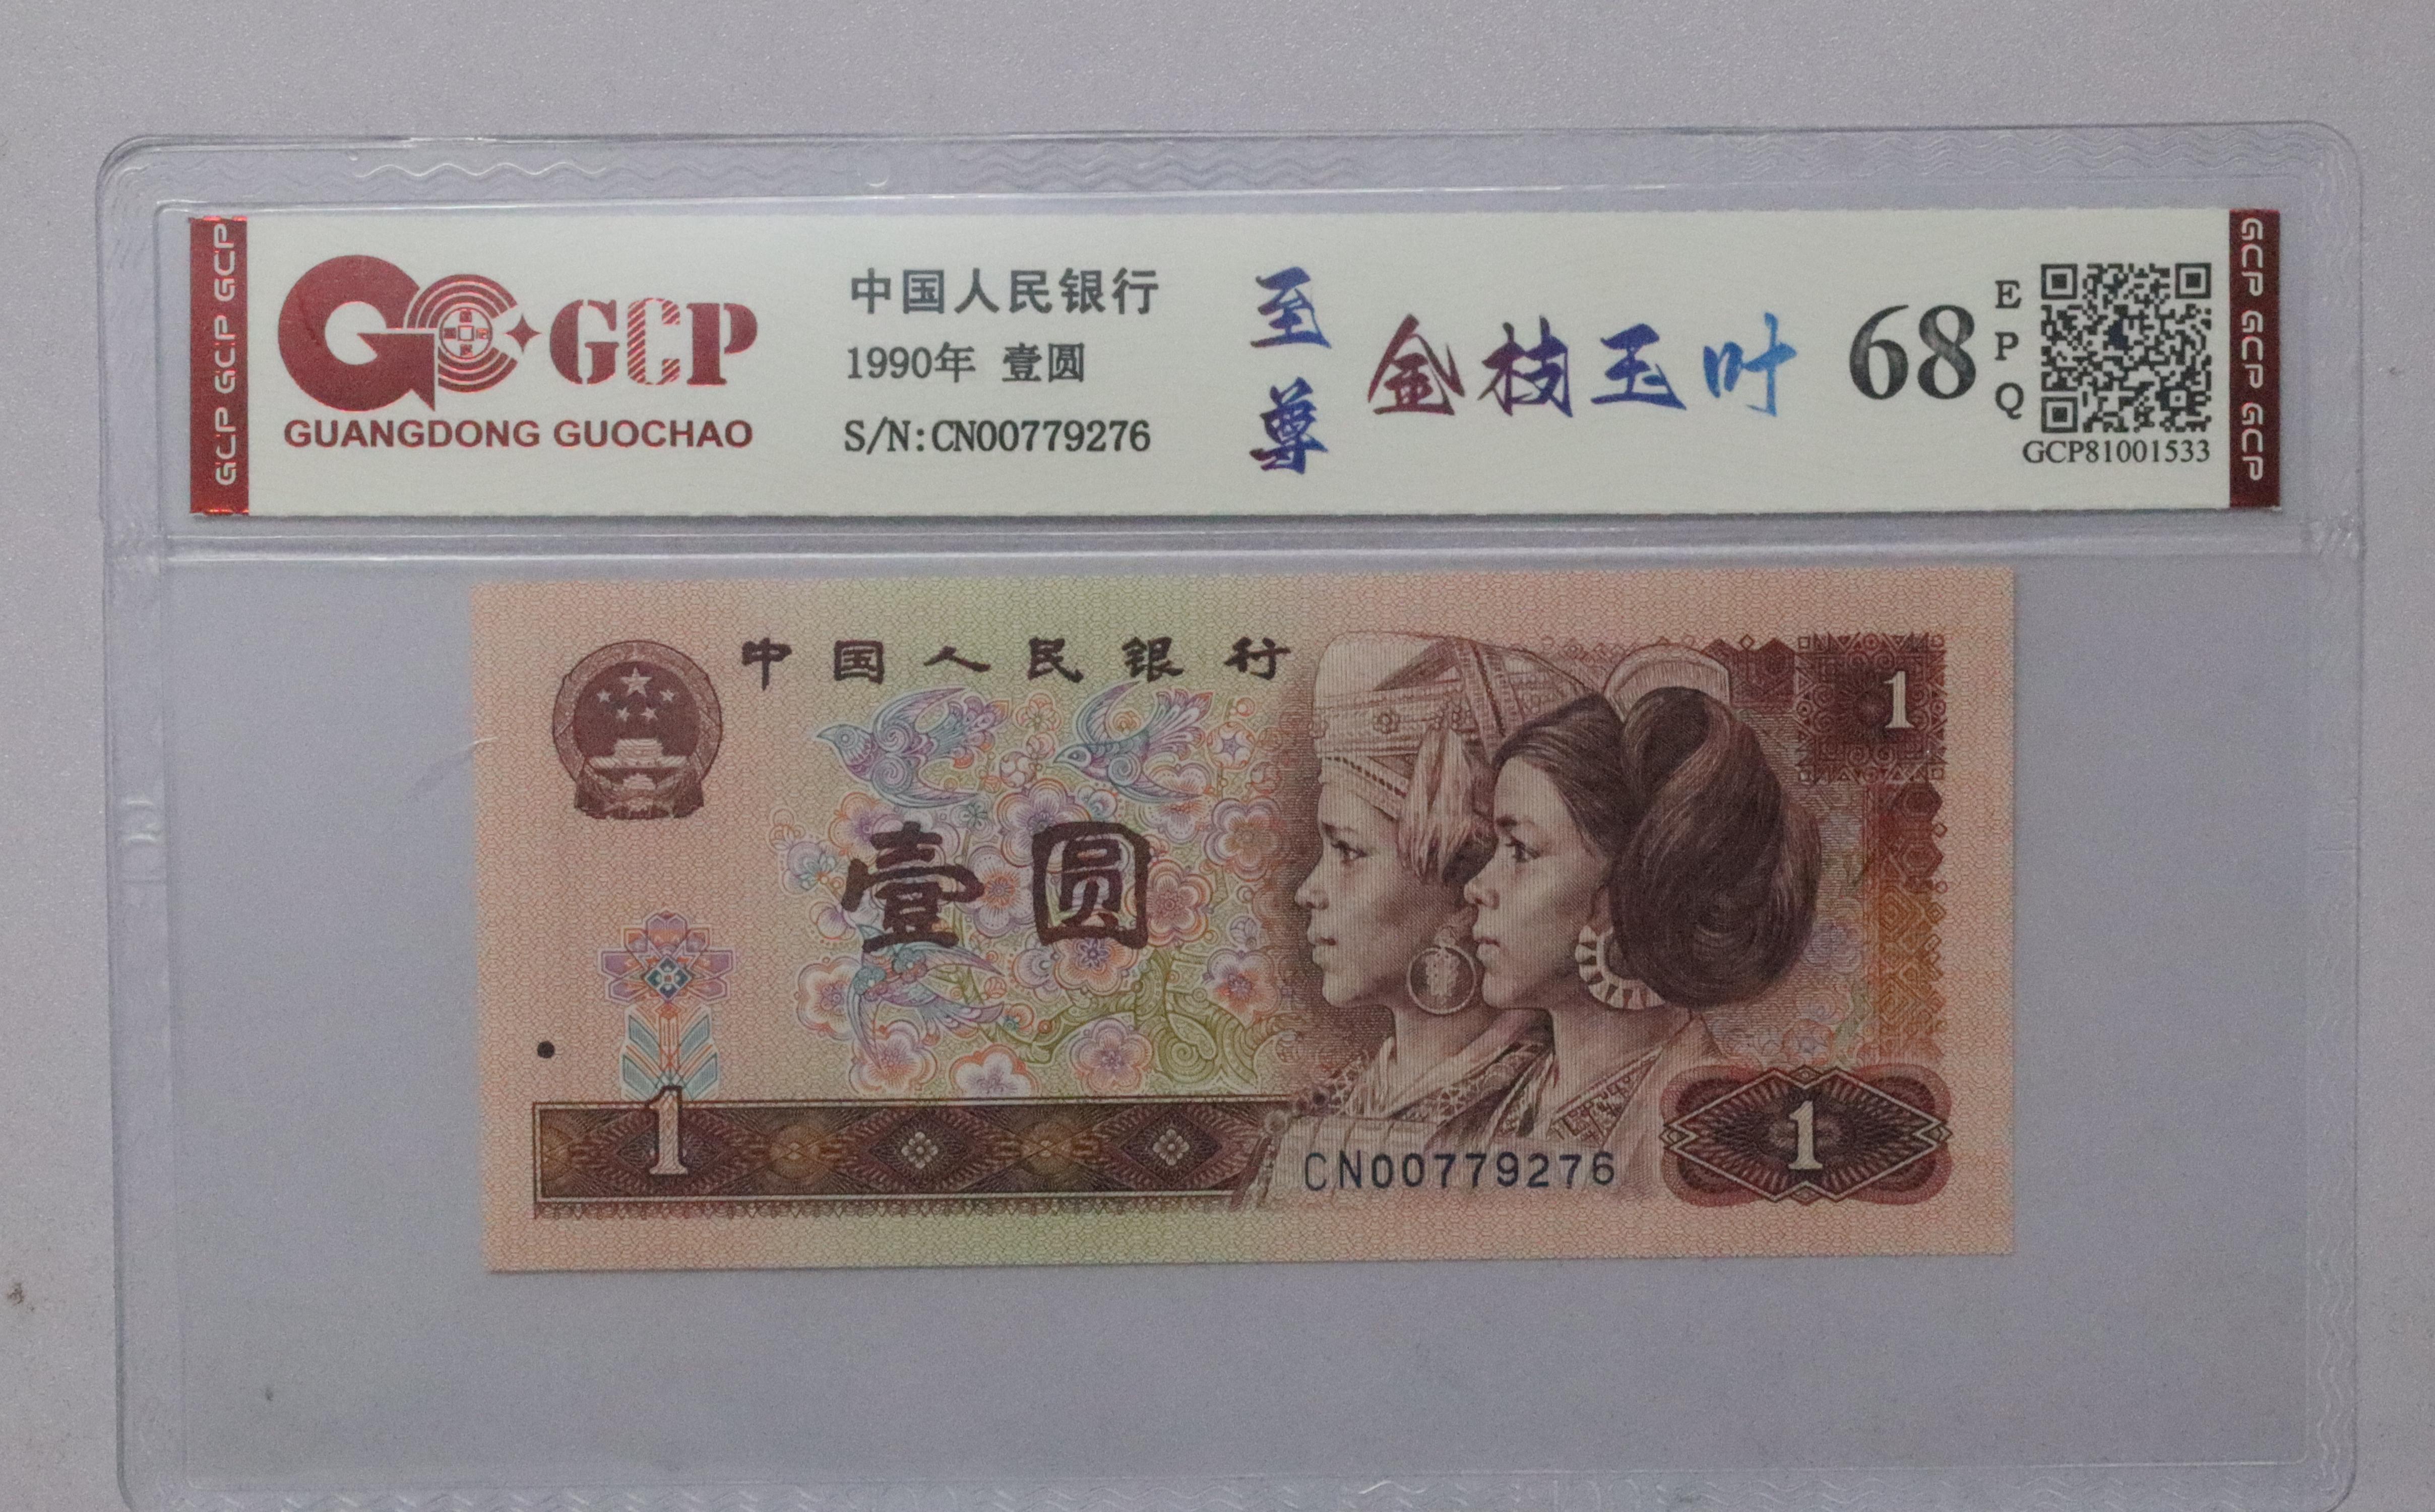 GCP GCP GCP
GCP
GUANGDONG GUOCHAO
中国人民银行
1990年 壹圆
S/N:CN00779276
至尊
金枝玉叶
68
EPQ
GCP81001533
GCP GCP GCP
中国人民银行
1
壹圆
1
CN00779276
1